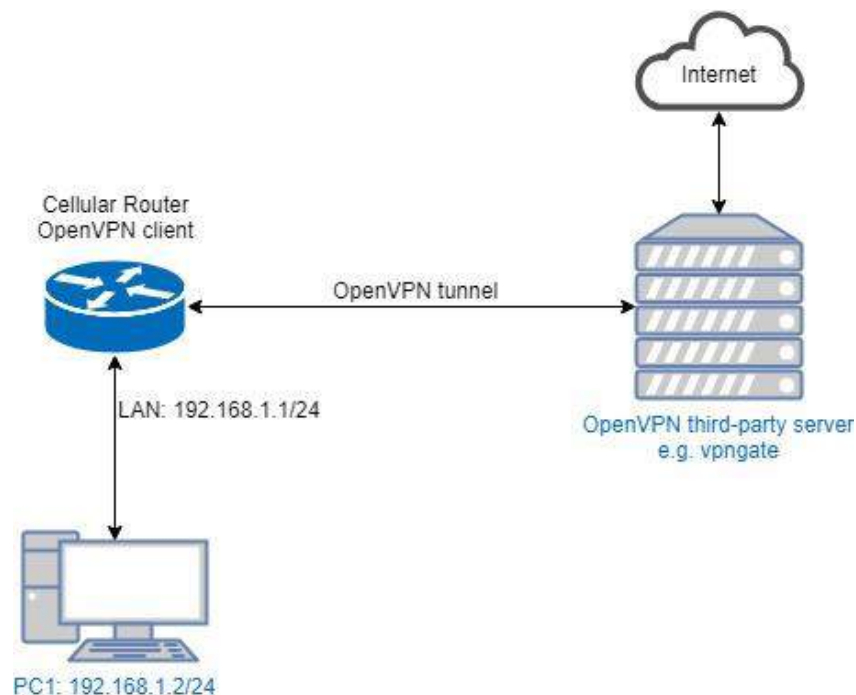 Internet
Cellular Router
OpenVPN client
OpenVPN tunnel
LAN: 192.168.1.1/24
OpenVPN third-party server
e.g. vpngate
PC1: 192.168.1.2/24